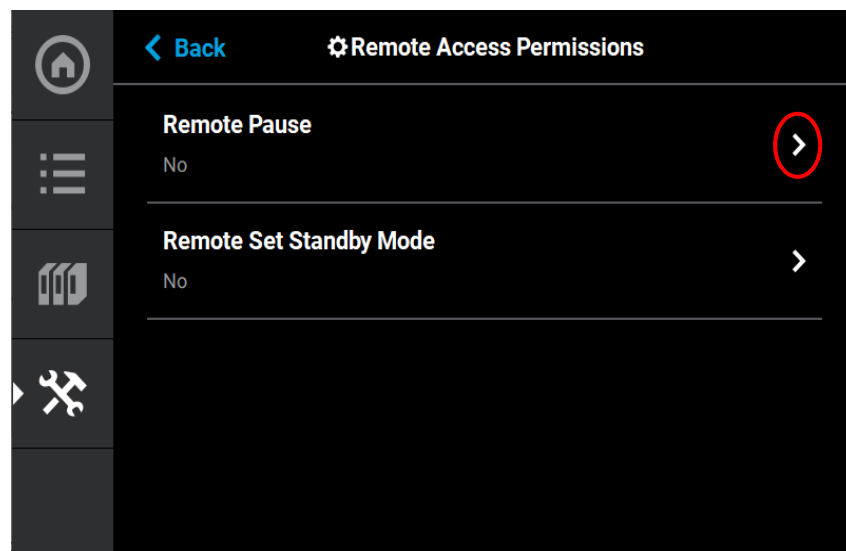 Back
Remote Access Permissions
Remote Pause
No
Remote Set Standby Mode
No